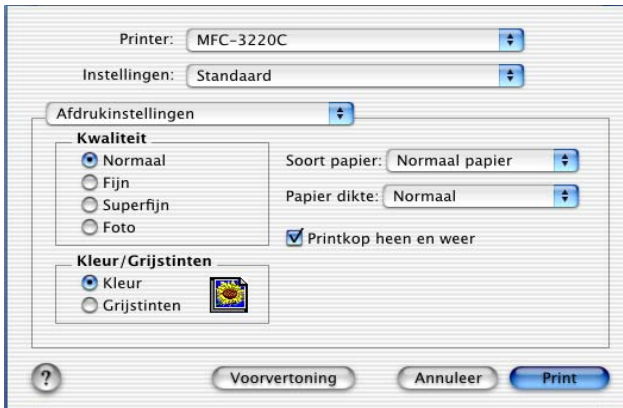 Printer: MFC-3220C
Instellingen: Standaard
Afdrukinstellingen
Kwaliteit
Normaal
Fijn
Superfijn
Foto
Soort papier: Normaal papier
Papier dikte: Normaal
Printkop heen en weer
Kleur/Grijstinten
Kleur
Grijstinten
?
Voorvertoning
Annuleer
Print